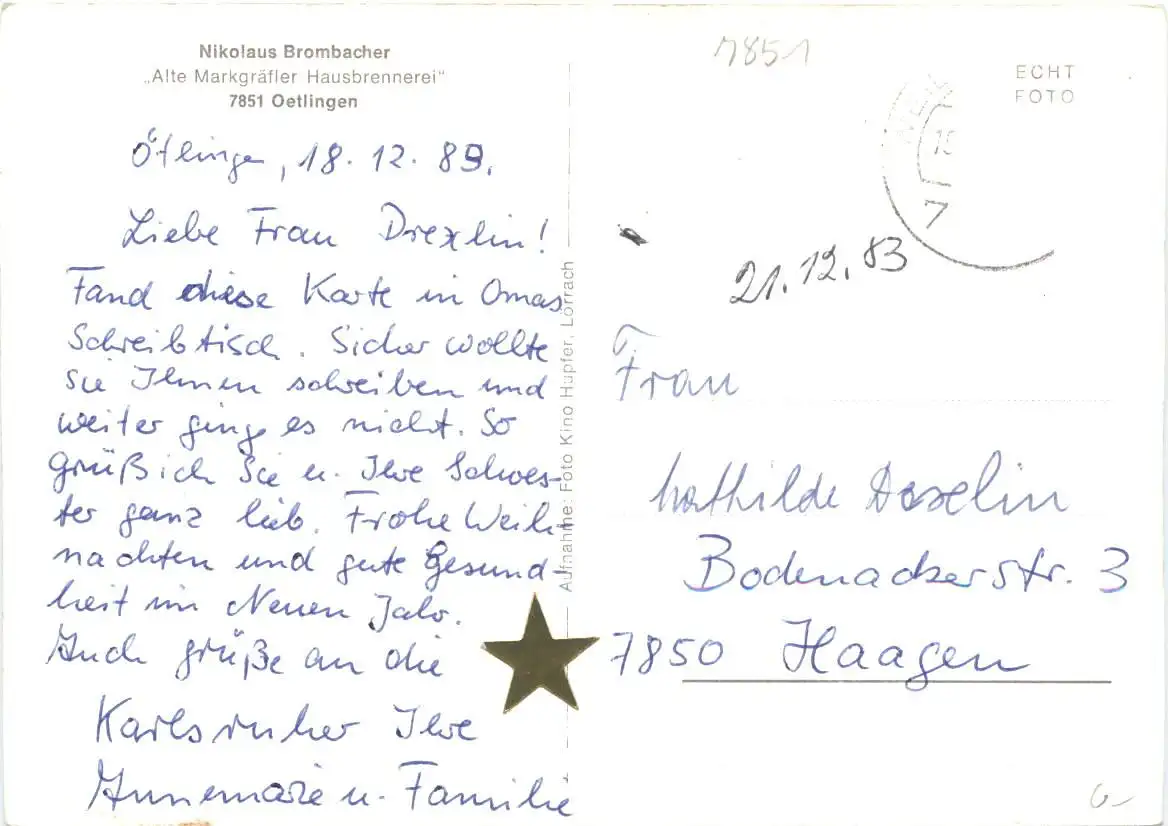 Nikolaus Brombacher
„Alte Markgräfler Hausbrennerei“
7851 Oetlingen
Ötlingen, 18. 12. 83.
Liebe Frau Drexlin!
Fand diese Karte in Omas
Schreibtisch. Sicher wollte
sie Ihnen schreiben und
weiter ging es nicht. So
grüß ich Sie u. Ihre Schwes-
ter ganz lieb. Frohe Weih-
nachten und gute Gesund-
heit im Neuen Jahr.
Auch grüße an die
Karlsruher Ihre
Annemarie u. Familie
Aufnahme: Foto Kino Hupfer, Lörrach
7851
ECHT
FOTO
7
21.12.83
Frau
Mathilde Drexlin
Bodenackerstr. 3
7850 Haagen